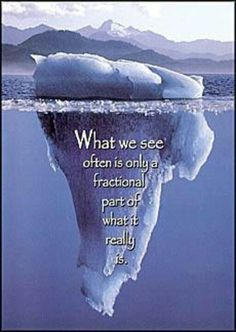 What we see
often is only a
fractional
part of
what it
really
is.